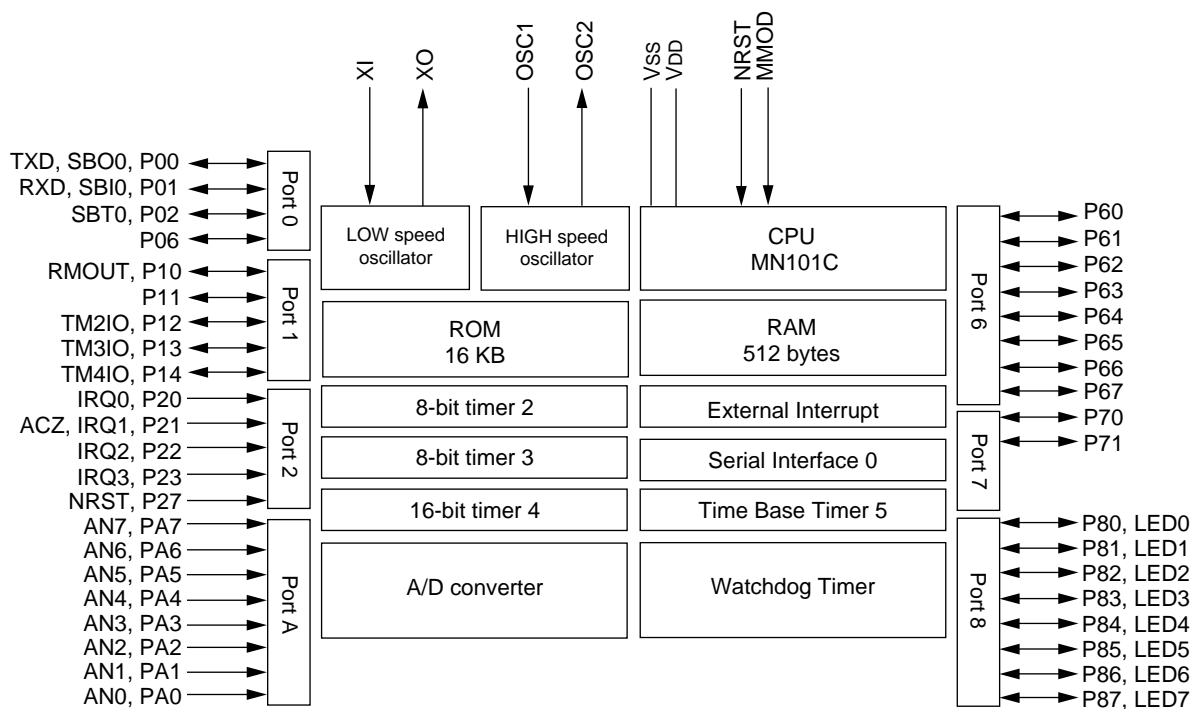 XI
XO
OSC1
OSC2
VSS
VDD
NRST
MMOD
TXD, SBO0, P00
RXD, SBI0, P01
SBT0, P02
P06
Port 0
RMOUT, P10
P11
TM2IO, P12
TM3IO, P13
TM4IO, P14
Port 1
IRQ0, P20
ACZ, IRQ1, P21
IRQ2, P22
IRQ3, P23
NRST, P27
Port 2
AN7, PA7
AN6, PA6
AN5, PA5
AN4, PA4
AN3, PA3
AN2, PA2
AN1, PA1
AN0, PA0
Port A
LOW speed
oscillator
HIGH speed
oscillator
CPU
MN101C
ROM
16 KB
RAM
512 bytes
8-bit timer 2
External Interrupt
8-bit timer 3
Serial Interface 0
16-bit timer 4
Time Base Timer 5
A/D converter
Watchdog Timer
Port 6
P60
P61
P62
P63
P64
P65
P66
P67
Port 7
P70
P71
Port 8
P80, LED0
P81, LED1
P82, LED2
P83, LED3
P84, LED4
P85, LED5
P86, LED6
P87, LED7